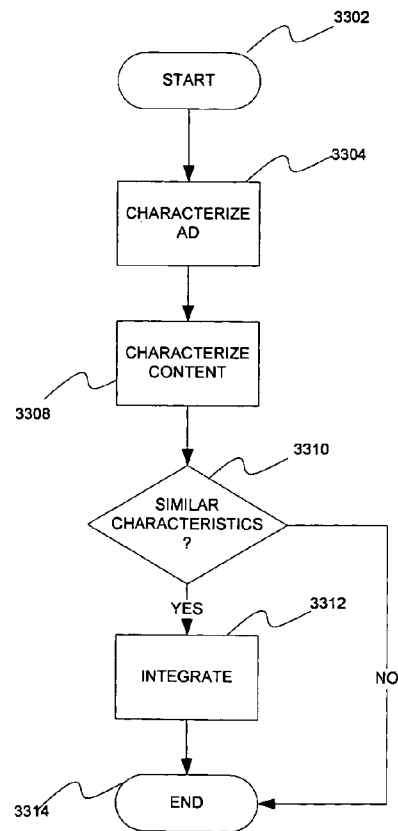 3302
START
3304
CHARACTERIZE
AD
CHARACTERIZE
CONTENT
3308
3310
SIMILAR
CHARACTERISTICS
?
YES
3312
INTEGRATE
NO
END
3314